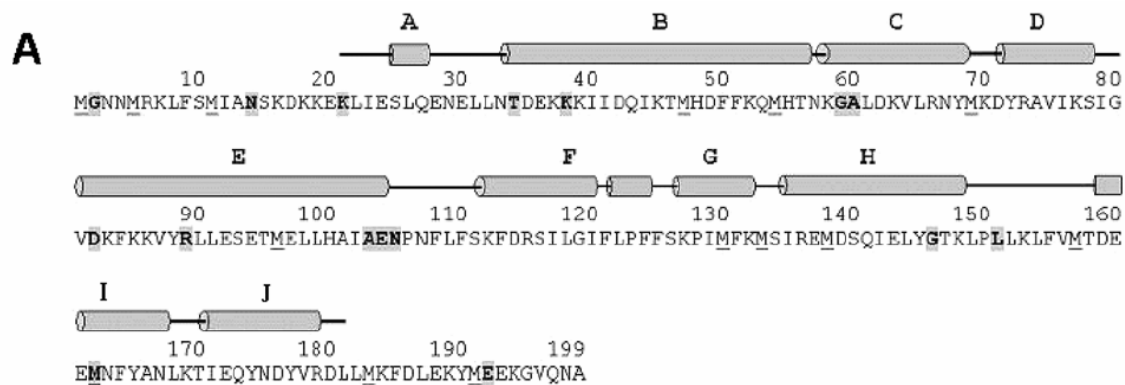 A
A B C D
10 20 30 40 50 60 70 80
MGNNMRKLFSMIANSKDKKEKLIESLQENELLNTDEKKKIIDQIKTMHDFFKQMHTNKGALDKVLRNYMKDYRAVIKSIG
E F G H
90 100 110 120 130 140 150 160
VDKFKKVYRLLESETMELLHAIAENPNFLFSKFDRSILGIFLPFFSKPIMFKMSIREMDSQIELYGTKLPLLKLFVMTDE
I J
170 180 190 199
EMNFYANLKTIEQYNDYVRDLLMKFDLEKYMEEKGVQNA